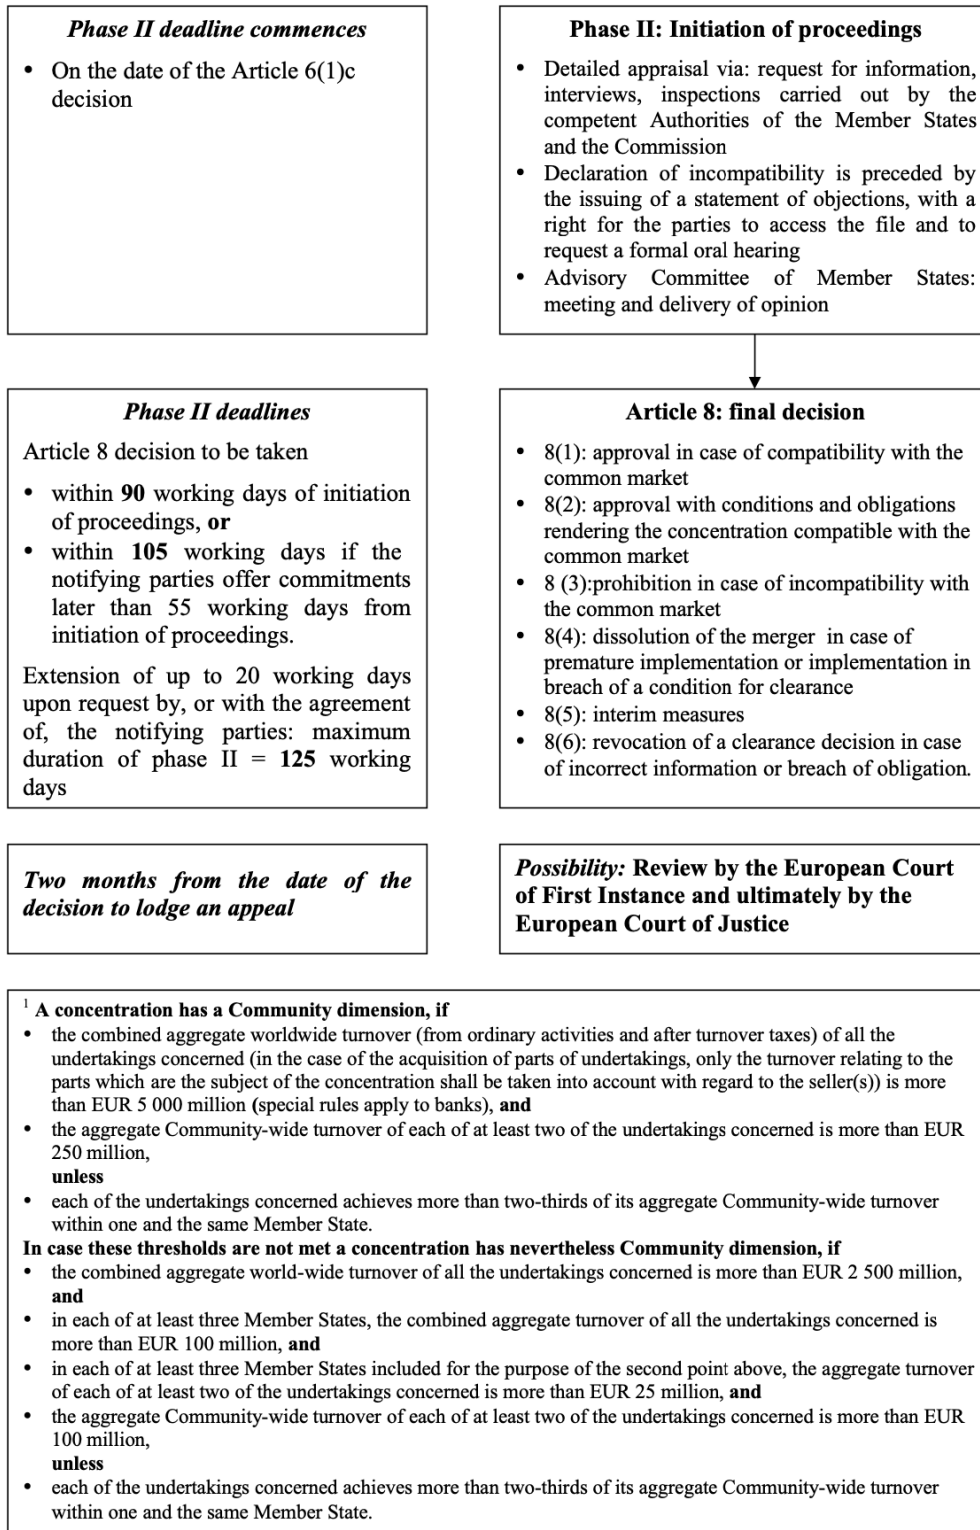 Phase II deadline commences
• On the date of the Article 6(1)c
decision
Phase II: Initiation of proceedings
• Detailed appraisal via: request for information,
interviews, inspections carried out by the
competent Authorities of the Member States
and the Commission
• Declaration of incompatibility is preceded by
the issuing of a statement of objections, with a
right for the parties to access the file and to
request a formal oral hearing
• Advisory Committee of Member States:
meeting and delivery of opinion
Phase II deadlines
Article 8 decision to be taken
• within 90 working days of initiation
of proceedings, or
• within 105 working days if the
notifying parties offer commitments
later than 55 working days from
initiation of proceedings.
Extension of up to 20 working days
upon request by, or with the agreement
of, the notifying parties: maximum
duration of phase II = 125 working
days
Article 8: final decision
• 8(1): approval in case of compatibility with the
common market
• 8(2): approval with conditions and obligations
rendering the concentration compatible with the
common market
• 8 (3):prohibition in case of incompatibility with
the common market
• 8(4): dissolution of the merger in case of
premature implementation or implementation in
breach of a condition for clearance
• 8(5): interim measures
• 8(6): revocation of a clearance decision in case
of incorrect information or breach of obligation.
Two months from the date of the
decision to lodge an appeal
Possibility: Review by the European Court
of First Instance and ultimately by the
European Court of Justice
1 A concentration has a Community dimension, if
• the combined aggregate worldwide turnover (from ordinary activities and after turnover taxes) of all the
undertakings concerned (in the case of the acquisition of parts of undertakings, only the turnover relating to the
parts which are the subject of the concentration shall be taken into account with regard to the seller(s)) is more
than EUR 5 000 million (special rules apply to banks), and
• the aggregate Community-wide turnover of each of at least two of the undertakings concerned is more than EUR
250 million,
unless
• each of the undertakings concerned achieves more than two-thirds of its aggregate Community-wide turnover
within one and the same Member State.
In case these thresholds are not met a concentration has nevertheless Community dimension, if
• the combined aggregate world-wide turnover of all the undertakings concerned is more than EUR 2 500 million,
and
• in each of at least three Member States, the combined aggregate turnover of all the undertakings concerned is
more than EUR 100 million, and
• in each of at least three Member States included for the purpose of the second point above, the aggregate turnover
of each of at least two of the undertakings concerned is more than EUR 25 million, and
• the aggregate Community-wide turnover of each of at least two of the undertakings concerned is more than EUR
100 million,
unless
• each of the undertakings concerned achieves more than two-thirds of its aggregate Community-wide turnover
within one and the same Member State.